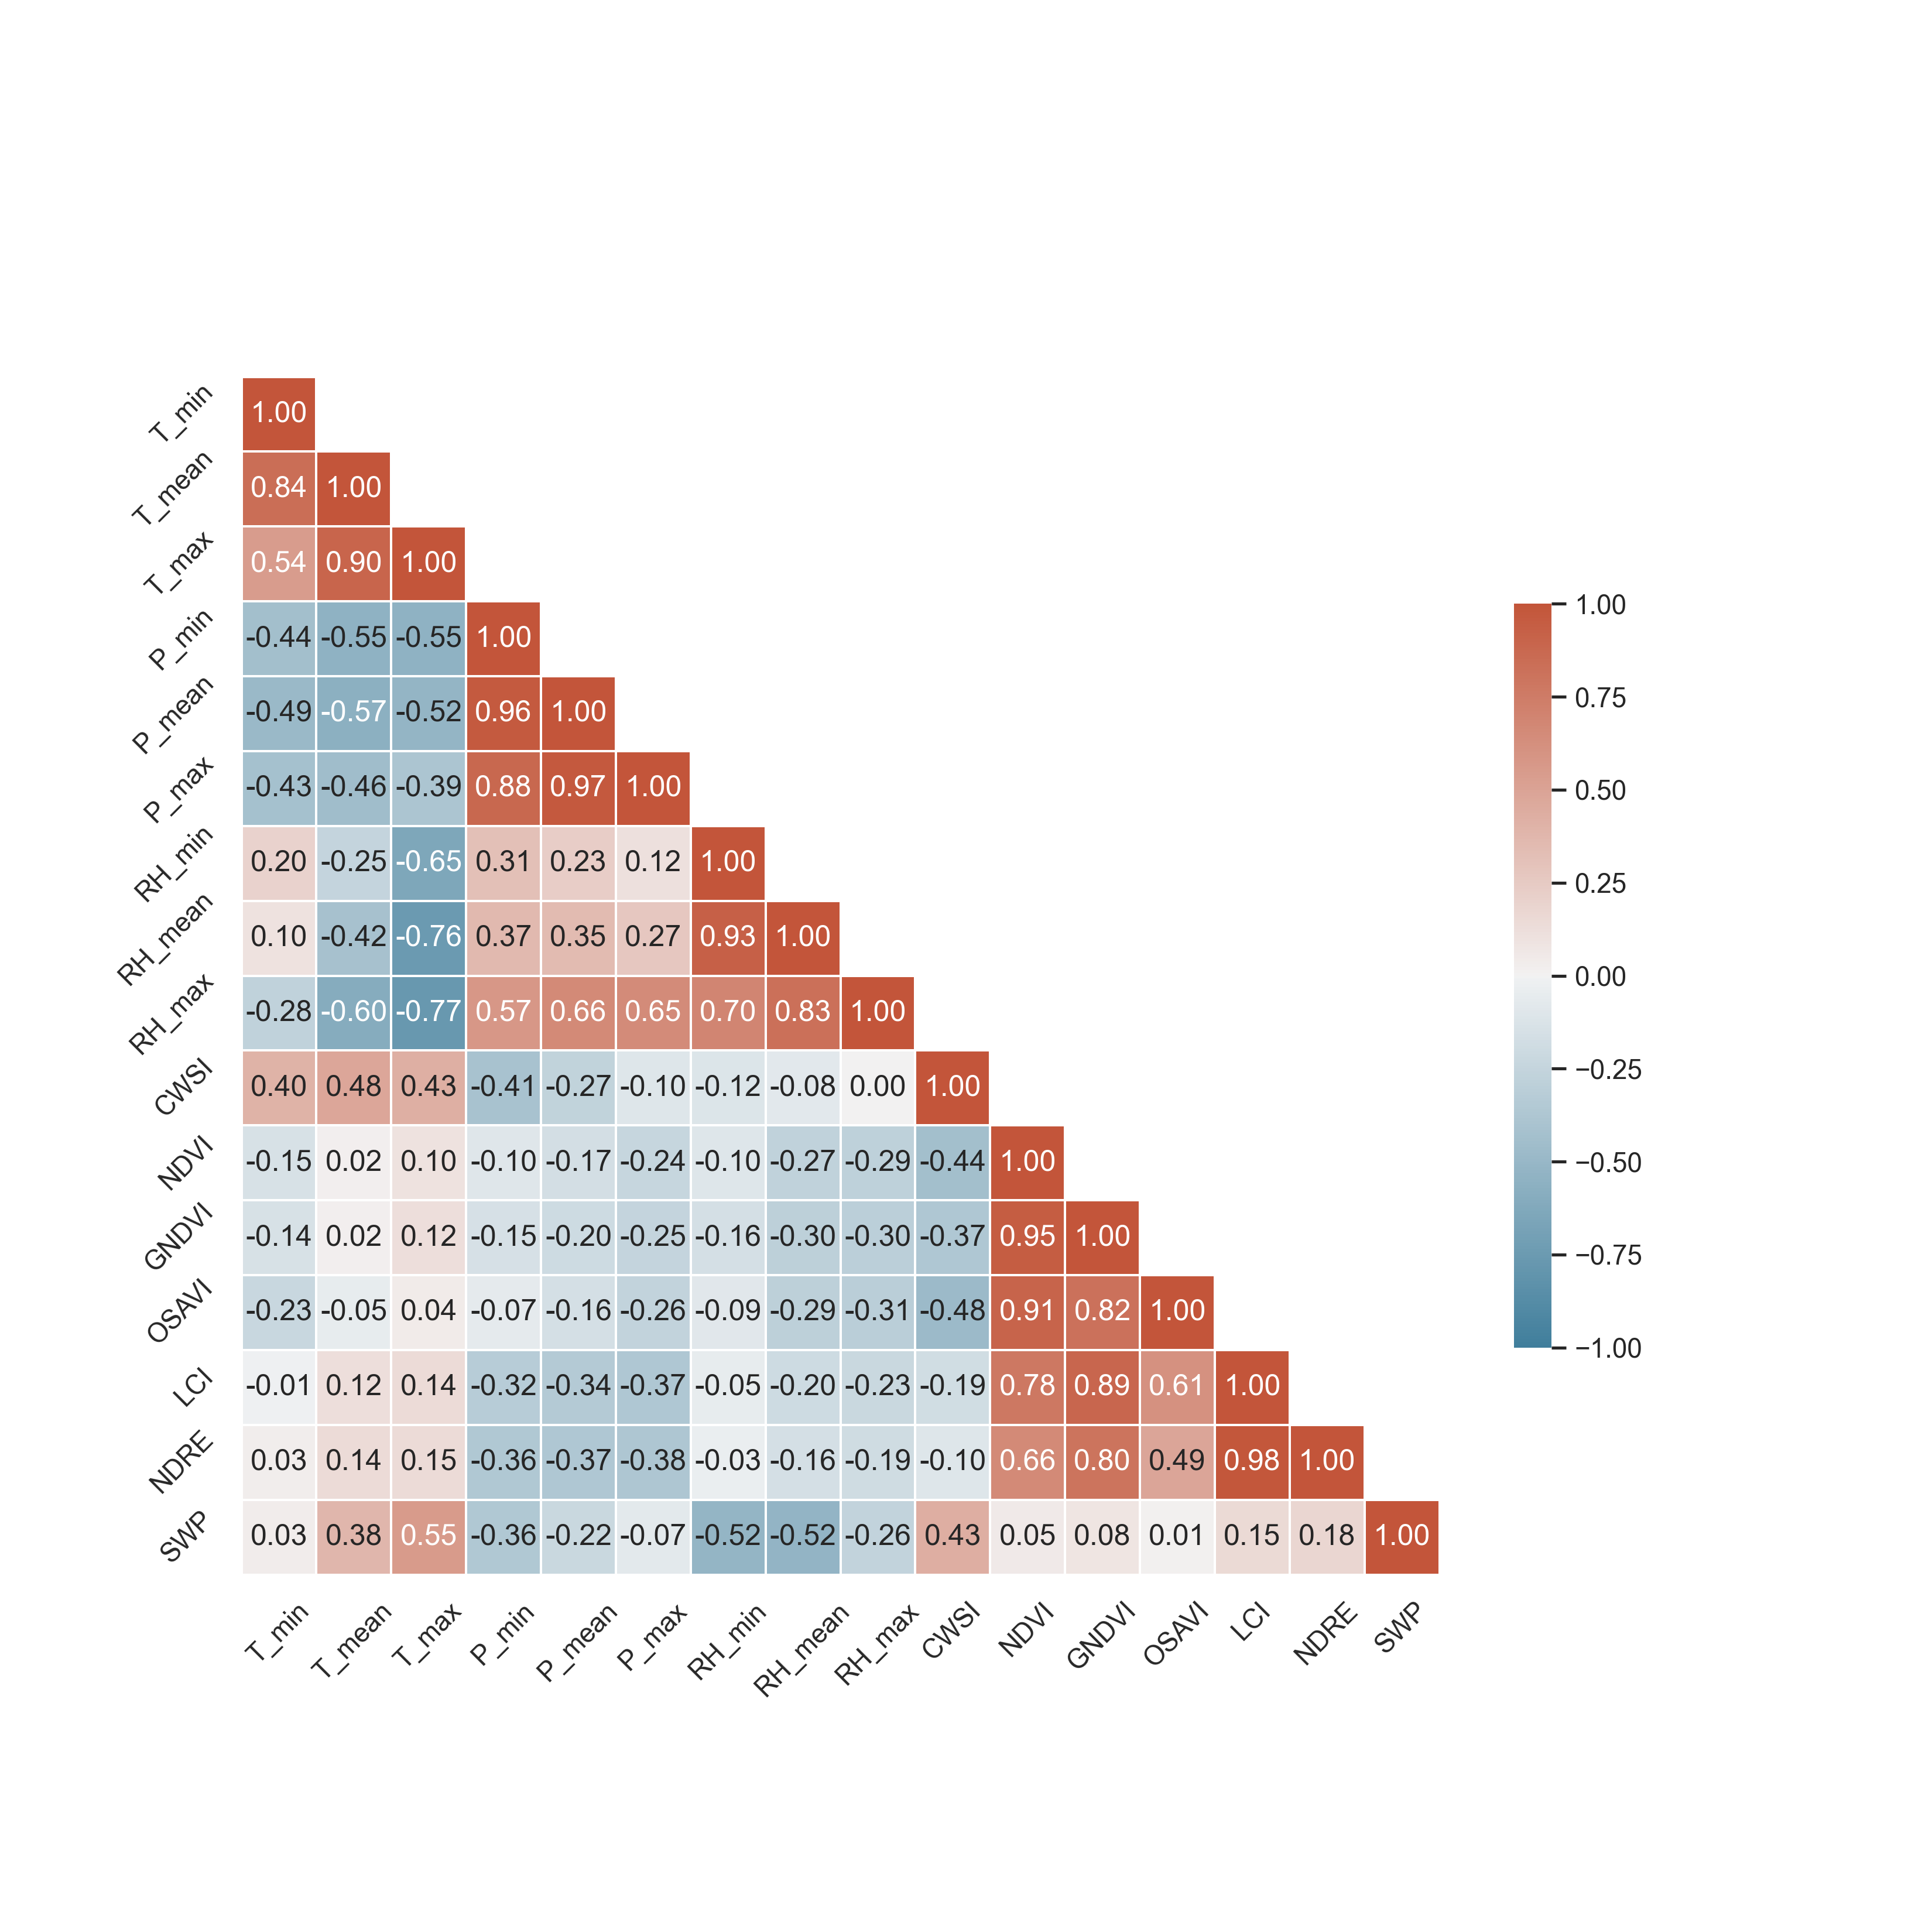 T_min 1.00
T_mean 0.84 1.00
T_max 0.54 0.90 1.00
P_min -0.44 -0.55 -0.55 1.00
P_mean -0.49 -0.57 -0.52 0.96 1.00
P_max -0.43 -0.46 -0.39 0.88 0.97 1.00
RH_min 0.20 -0.25 -0.65 0.31 0.23 0.12 1.00
RH_mean 0.10 -0.42 -0.76 0.37 0.35 0.27 0.93 1.00
RH_max -0.28 -0.60 -0.77 0.57 0.66 0.65 0.70 0.83 1.00
CWSI 0.40 0.48 0.43 -0.41 -0.27 -0.10 -0.12 -0.08 0.00 1.00
NDVI -0.15 0.02 0.10 -0.10 -0.17 -0.24 -0.10 -0.27 -0.29 -0.44 1.00
GNDVI -0.14 0.02 0.12 -0.15 -0.20 -0.25 -0.16 -0.30 -0.30 -0.37 0.95 1.00
OSAVI -0.23 -0.05 0.04 -0.07 -0.16 -0.26 -0.09 -0.29 -0.31 -0.48 0.91 0.82 1.00
LCI -0.01 0.12 0.14 -0.32 -0.34 -0.37 -0.05 -0.20 -0.23 -0.19 0.78 0.89 0.61 1.00
NDRE 0.03 0.14 0.15 -0.36 -0.37 -0.38 -0.03 -0.16 -0.19 -0.10 0.66 0.80 0.49 0.98 1.00
SWP 0.03 0.38 0.55 -0.36 -0.22 -0.07 -0.52 -0.52 -0.26 0.43 0.05 0.08 0.01 0.15 0.18 1.00
T_min T_mean T_max P_min P_mean P_max RH_min RH_mean RH_max CWSI NDVI GNDVI OSAVI LCI NDRE SWP
1.00
0.75
0.50
0.25
0.00
−0.25
−0.50
−0.75
−1.00